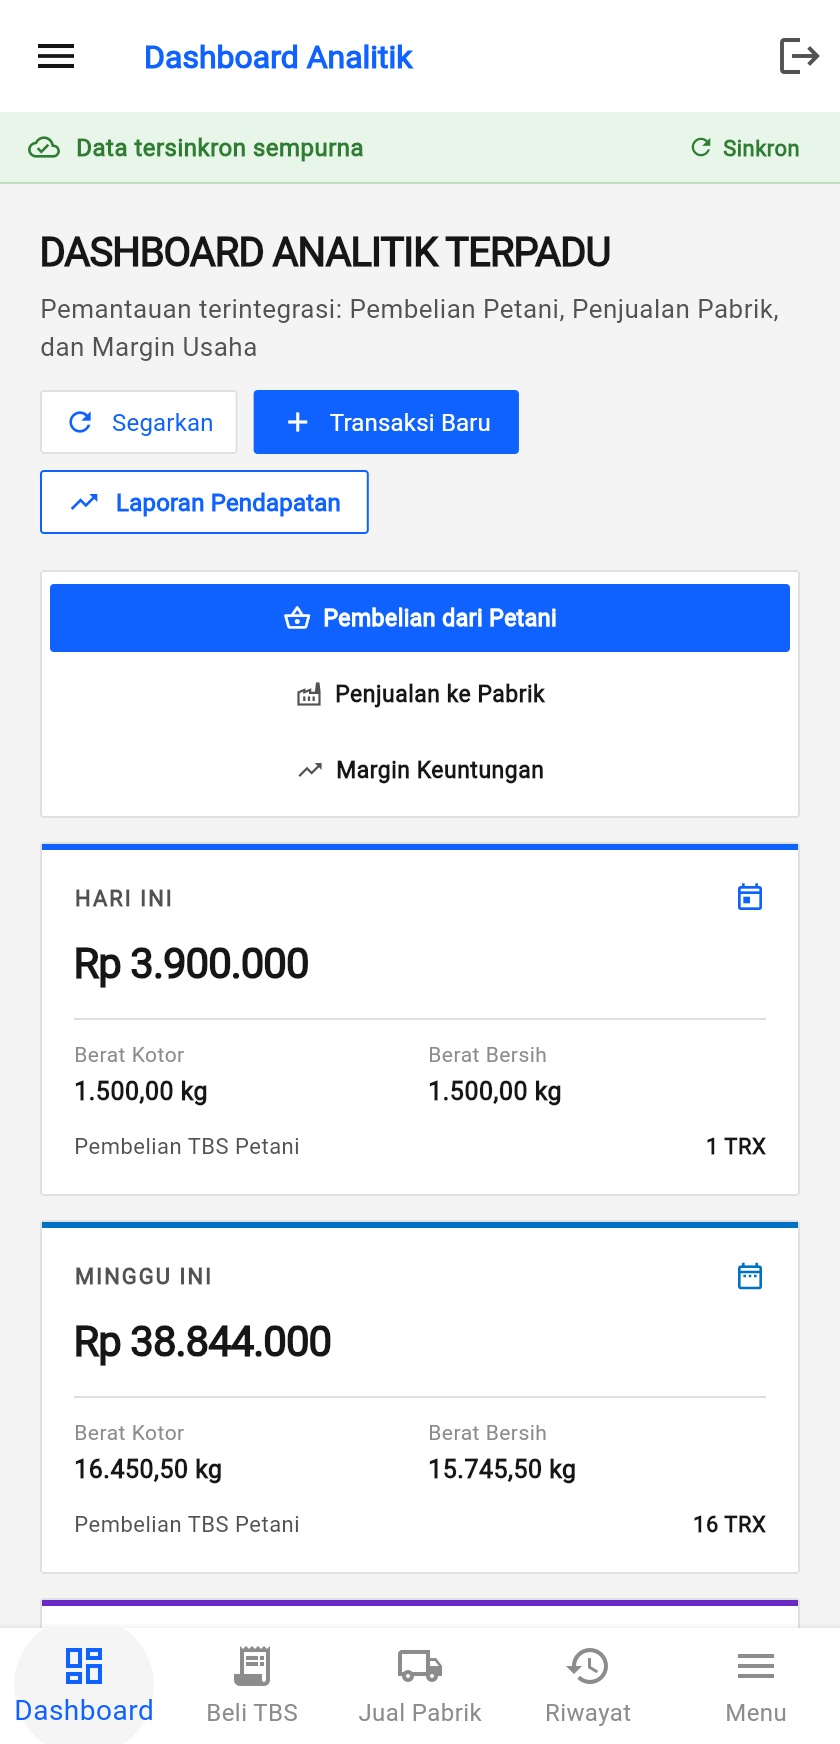 Dashboard Analitik
Data tersinkron sempurna
Sinkron
DASHBOARD ANALITIK TERPADU
Pemantauan terintegrasi: Pembelian Petani, Penjualan Pabrik,
dan Margin Usaha
Segarkan
Transaksi Baru
Laporan Pendapatan
Pembelian dari Petani
Penjualan ke Pabrik
Margin Keuntungan
HARI INI
Rp 3.900.000
Berat Kotor
Berat Bersih
1.500,00 kg
1.500,00 kg
Pembelian TBS Petani
1 TRX
MINGGU INI
Rp 38.844.000
Berat Kotor
Berat Bersih
16.450,50 kg
15.745,50 kg
Pembelian TBS Petani
16 TRX
Dashboard
Beli TBS
Jual Pabrik
Riwayat
Menu